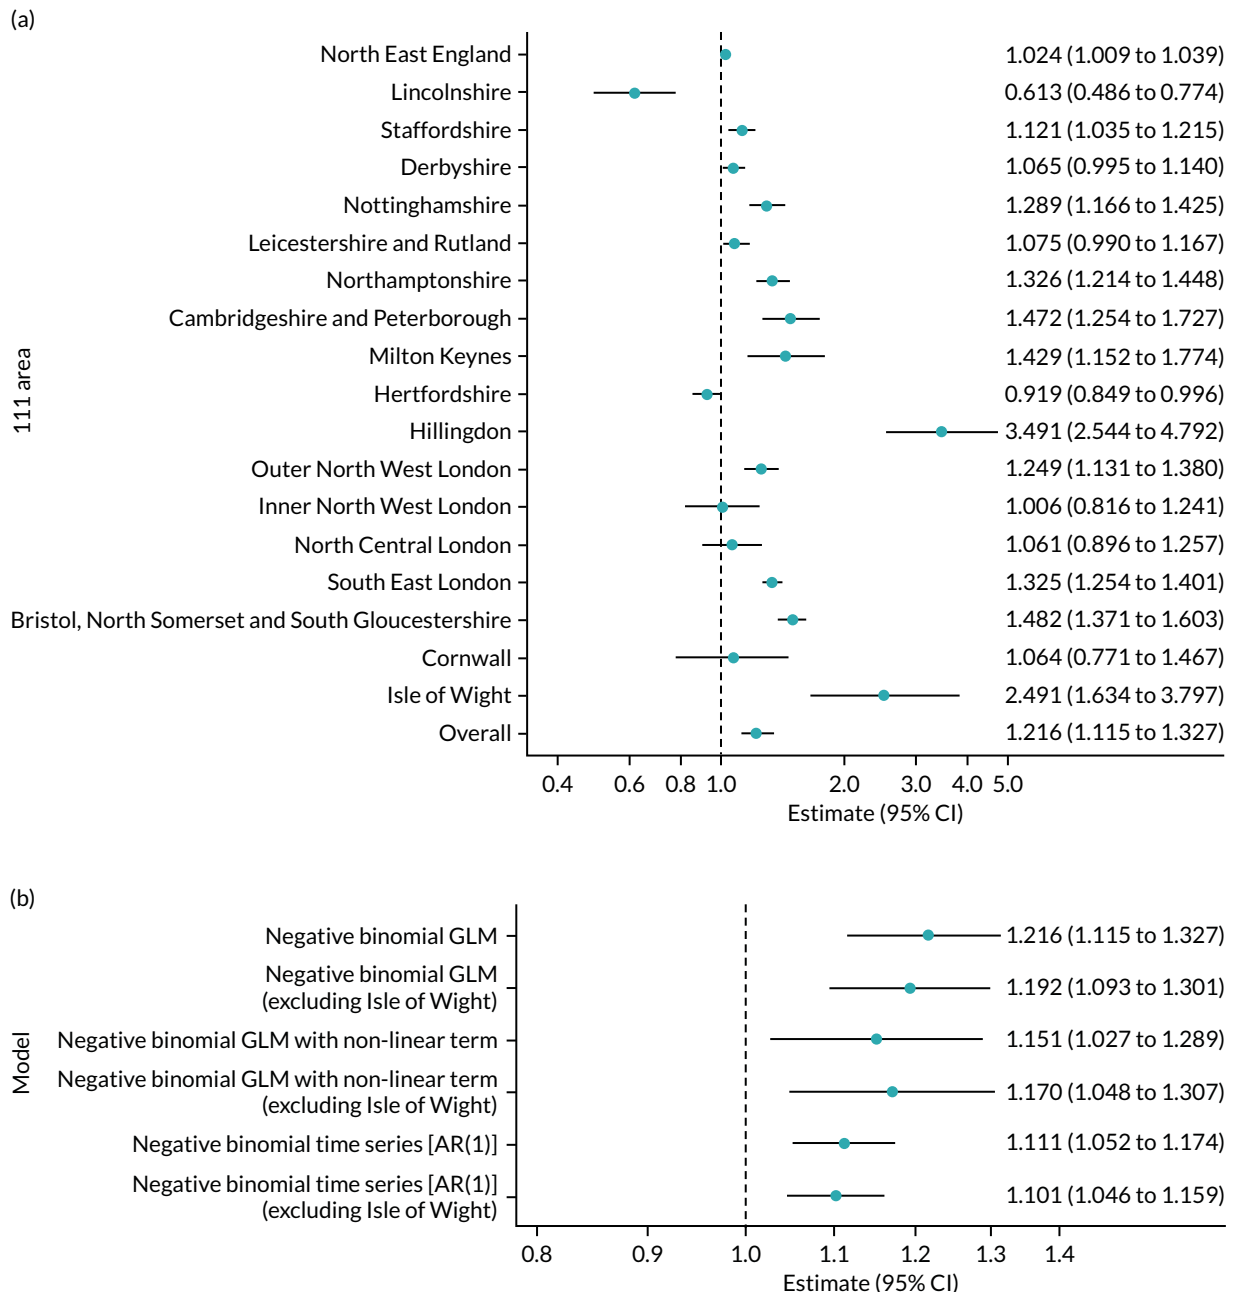 (a)
111 area
North East England 1.024 (1.009 to 1.039)
Lincolnshire 0.613 (0.486 to 0.774)
Staffordshire 1.121 (1.035 to 1.215)
Derbyshire 1.065 (0.995 to 1.140)
Nottinghamshire 1.289 (1.166 to 1.425)
Leicestershire and Rutland 1.075 (0.990 to 1.167)
Northamptonshire 1.326 (1.214 to 1.448)
Cambridgeshire and Peterborough 1.472 (1.254 to 1.727)
Milton Keynes 1.429 (1.152 to 1.774)
Hertfordshire 0.919 (0.849 to 0.996)
Hillingdon 3.491 (2.544 to 4.792)
Outer North West London 1.249 (1.131 to 1.380)
Inner North West London 1.006 (0.816 to 1.241)
North Central London 1.061 (0.896 to 1.257)
South East London 1.325 (1.254 to 1.401)
Bristol, North Somerset and South Gloucestershire 1.482 (1.371 to 1.603)
Cornwall 1.064 (0.771 to 1.467)
Isle of Wight 2.491 (1.634 to 3.797)
Overall 1.216 (1.115 to 1.327)
0.4 0.6 0.8 1.0 2.0 3.0 4.0 5.0
Estimate (95% CI)
(b)
Model
Negative binomial GLM 1.216 (1.115 to 1.327)
Negative binomial GLM
(excluding Isle of Wight) 1.192 (1.093 to 1.301)
Negative binomial GLM with non-linear term 1.151 (1.027 to 1.289)
Negative binomial GLM with non-linear term
(excluding Isle of Wight) 1.170 (1.048 to 1.307)
Negative binomial time series [AR(1)] 1.111 (1.052 to 1.174)
Negative binomial time series [AR(1)]
(excluding Isle of Wight) 1.101 (1.046 to 1.159)
0.8 0.9 1.0 1.1 1.2 1.3 1.4
Estimate (95% CI)